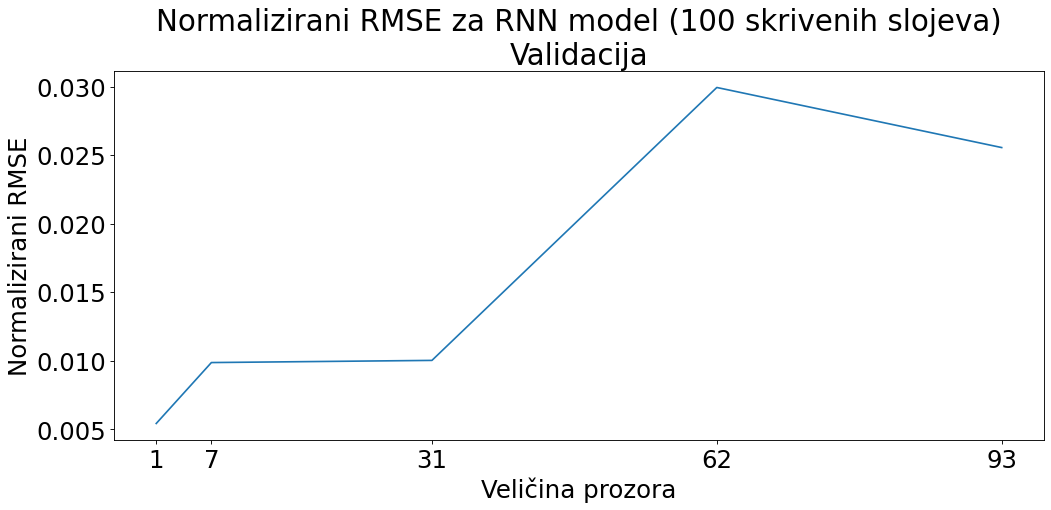 Normalizirani RMSE za RNN model (100 skrivenih slojeva)
Validacija
Normalizirani RMSE
0.030
0.025
0.020
0.015
0.010
0.005
1 7 31 62 93
Veličina prozora